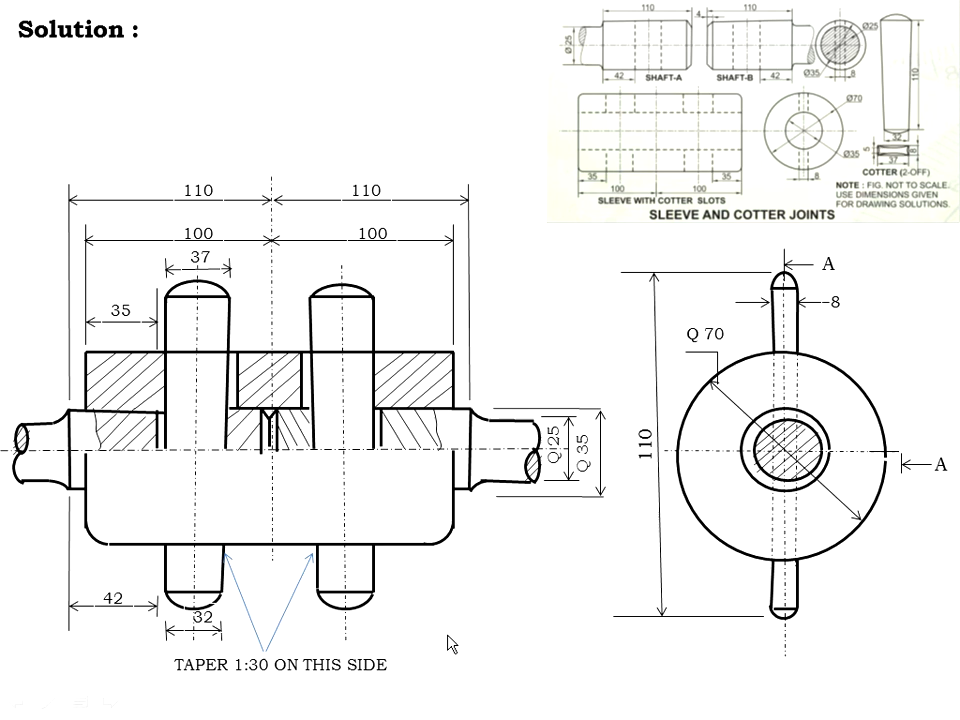 Solution :
110
4
110
Ø25
Ø25
42
SHAFT-A
SHAFT-B
42
Ø35
8
110
Ø70
Ø35
32
5
8
37
35
35
8
100
100
COTTER (2-OFF)
SLEEVE WITH COTTER SLOTS
NOTE : FIG. NOT TO SCALE.
USE DIMENSIONS GIVEN
FOR DRAWING SOLUTIONS.
SLEEVE AND COTTER JOINTS
110
110
100
100
37
35
Q 25
Q 35
42
32
TAPER 1:30 ON THIS SIDE
A
8
Q 70
110
A